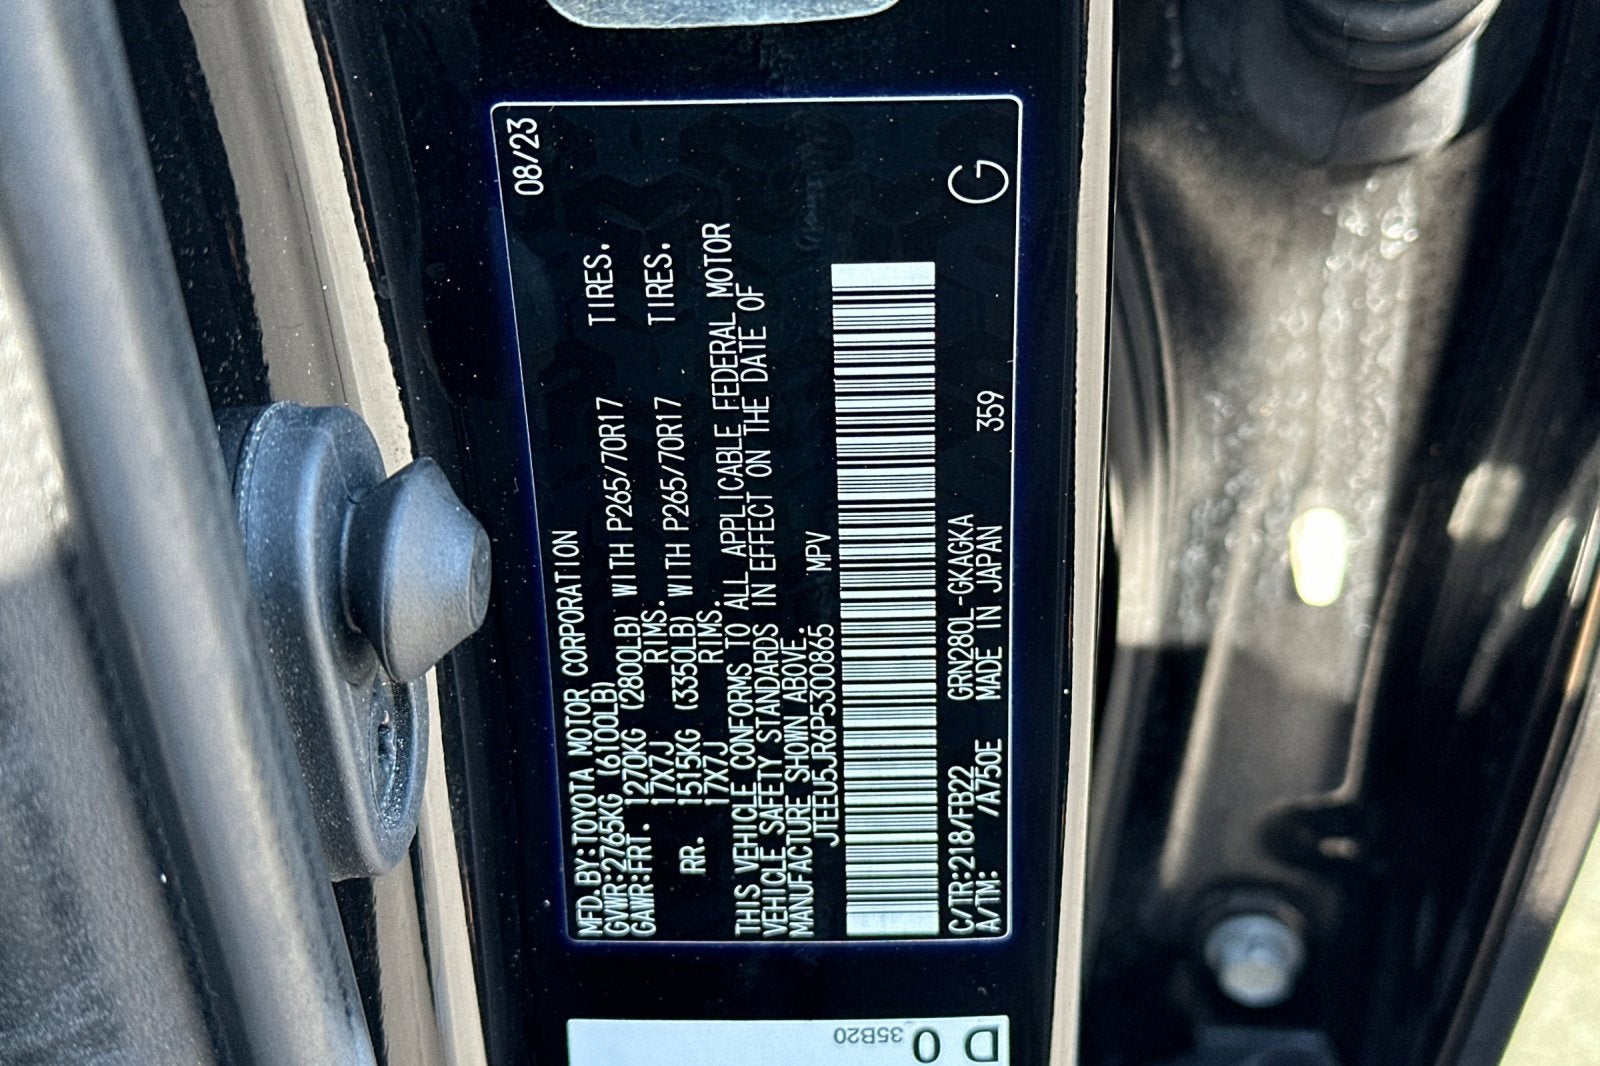 MFD.BY:TOYOTA MOTOR CORPORATION 08/23
GVWR:2765KG (6100LB)
GAWR:FRT. 1270KG (2800LB) WITH P265/70R17 TIRES.
17X7J RIMS.
RR. 1515KG (3350LB) WITH P265/70R17 TIRES.
17X7J RIMS.
THIS VEHICLE CONFORMS TO ALL APPLICABLE FEDERAL MOTOR
VEHICLE SAFETY STANDARDS IN EFFECT ON THE DATE OF
MANUFACTURE SHOWN ABOVE.
JTEEU5JR6P5300865 MPV
C/TR:218/FB22 GRN280L-GKAGKA 359 G
A/TM: /A750E MADE IN JAPAN
35B20
D 0